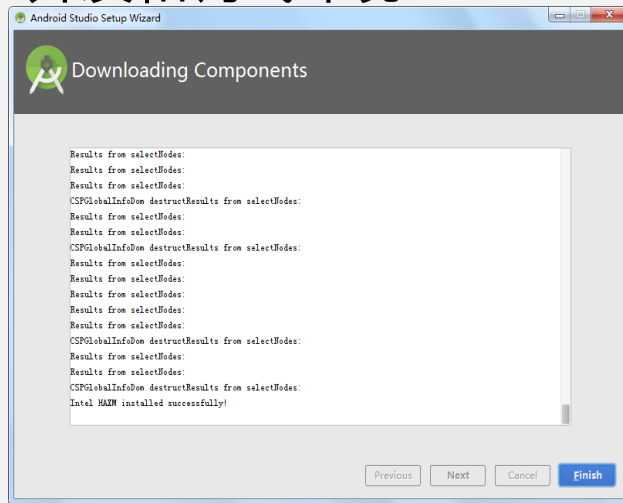 Android Studio Setup Wizard
Downloading Components
Results from selectNodes:
Results from selectNodes:
Results from selectNodes:
CSPGlobalInfoDom destructResults from selectNodes:
Results from selectNodes:
Results from selectNodes:
CSPGlobalInfoDom destructResults from selectNodes:
Results from selectNodes:
Results from selectNodes:
Results from selectNodes:
Results from selectNodes:
Results from selectNodes:
CSPGlobalInfoDom destructResults from selectNodes:
Results from selectNodes:
Results from selectNodes:
CSPGlobalInfoDom destructResults from selectNodes:
Intel HAXM installed successfully!
Previous Next Cancel Finish